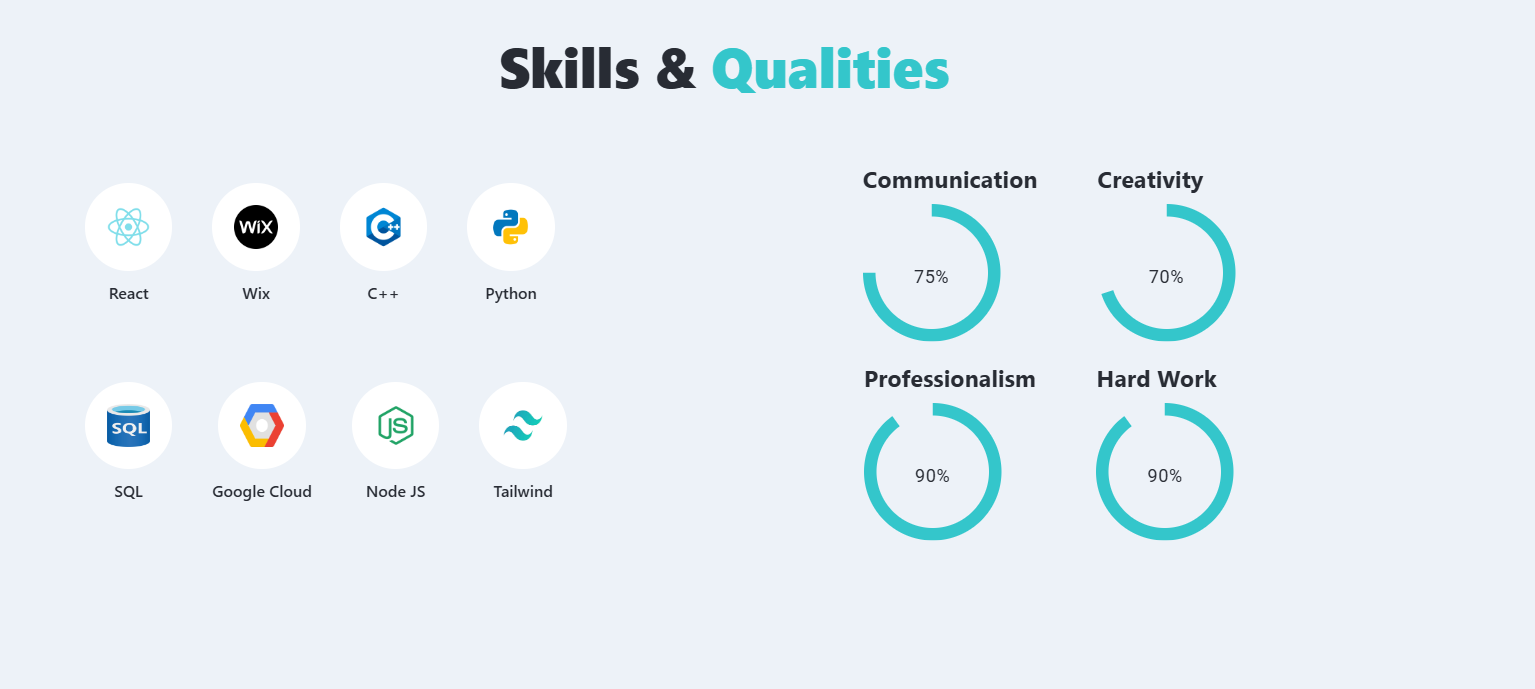 Skills & Qualities
WiX
C++
React
Wix
C++
Python
SQL
JS
SQL
Google Cloud
Node JS
Tailwind
Communication
75%
Creativity
70%
Professionalism
90%
Hard Work
90%